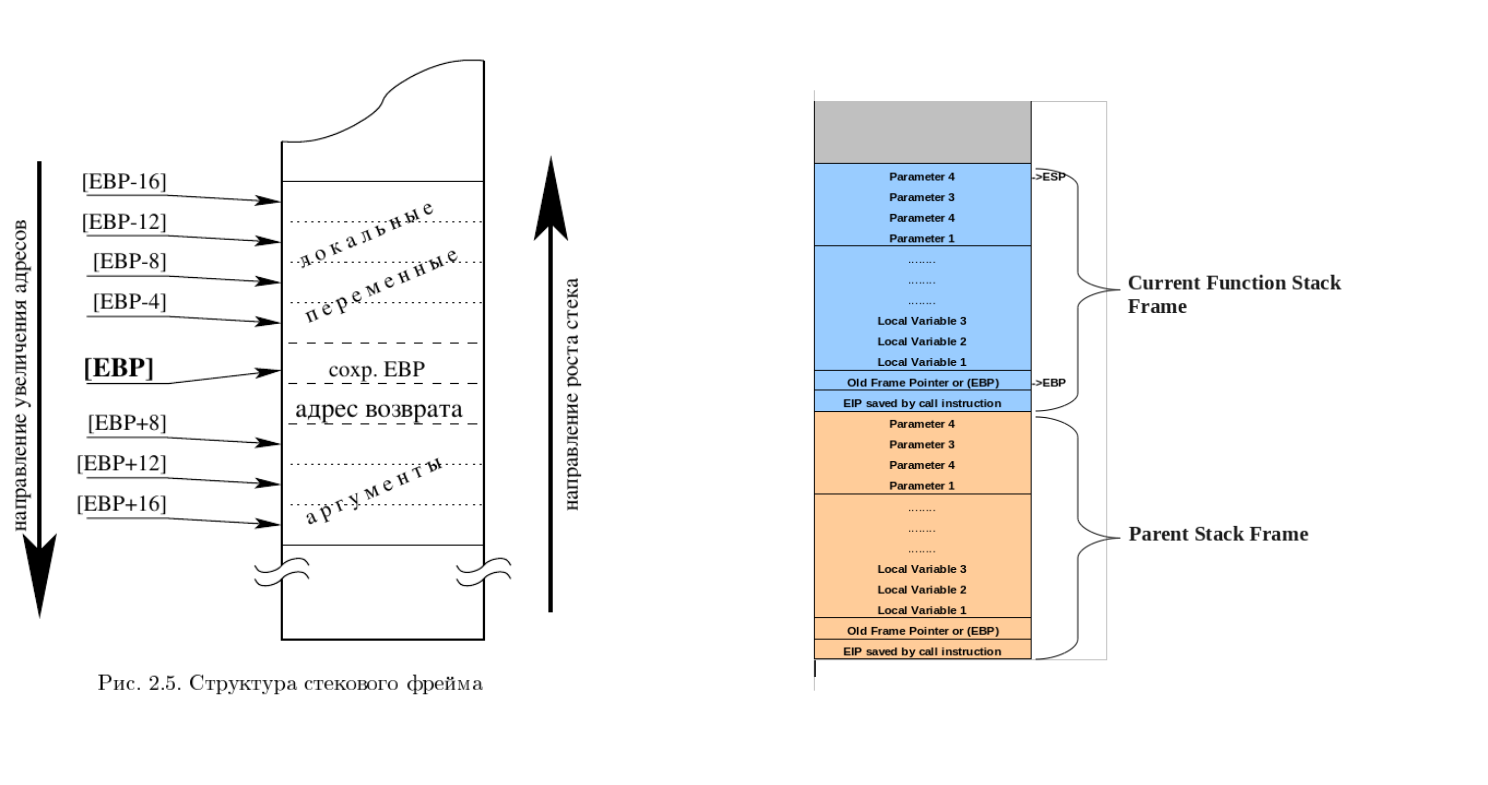 направление увеличения адресов
[EBP-16]
[EBP-12]
[EBP-8]
[EBP-4]
[EBP]
[EBP+8]
[EBP+12]
[EBP+16]
локальные
переменные
сохр. EBP
адрес возврата
аргументы
направление роста стека
Рис. 2.5. Структура стекового фрейма
Parameter 4
->ESP
Parameter 3
Parameter 4
Parameter 1
........
........
........
Local Variable 3
Local Variable 2
Local Variable 1
Old Frame Pointer or (EBP)
->EBP
EIP saved by call instruction
Current Function Stack
Frame
Parameter 4
Parameter 3
Parameter 4
Parameter 1
........
........
........
Local Variable 3
Local Variable 2
Local Variable 1
Old Frame Pointer or (EBP)
EIP saved by call instruction
Parent Stack Frame